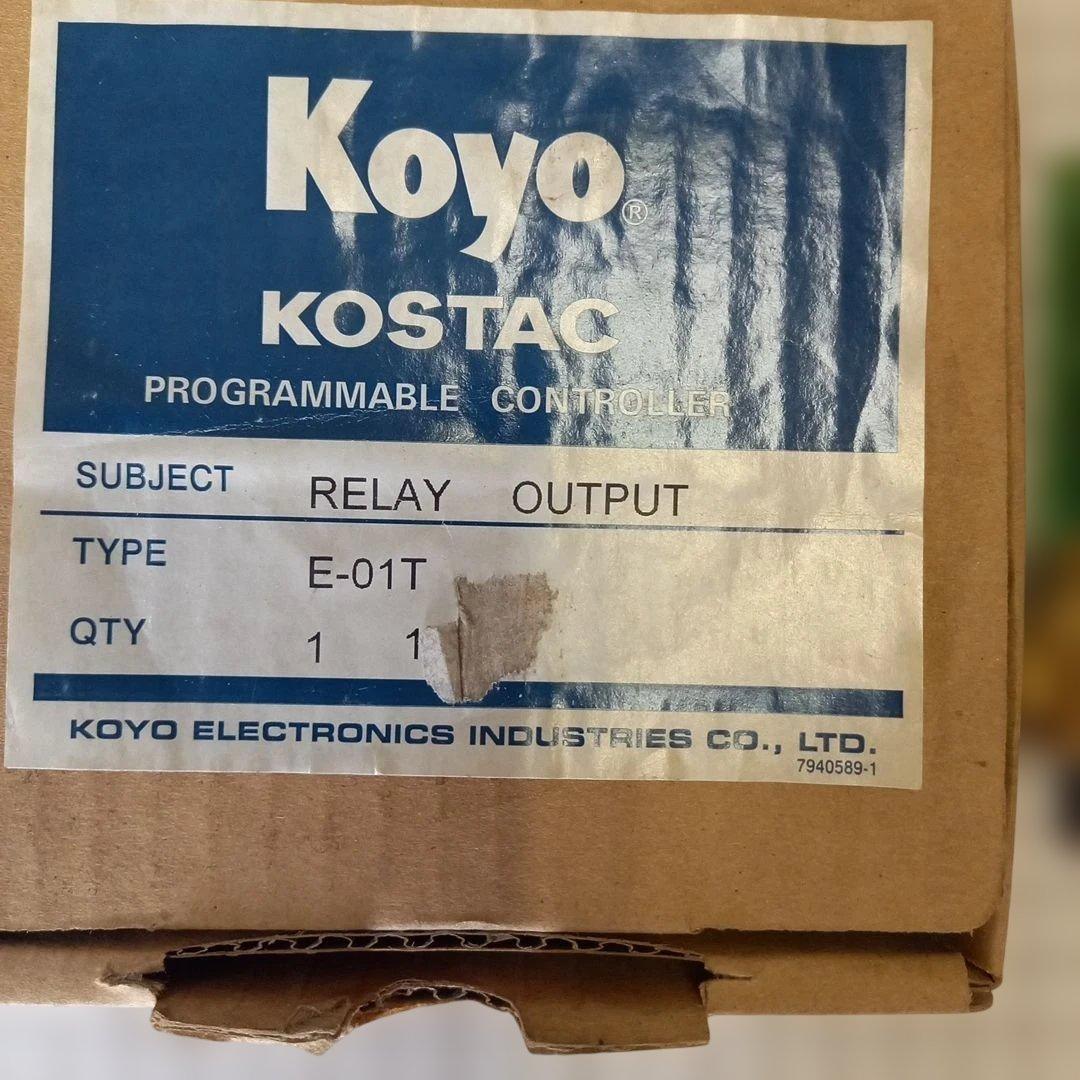 Koyo®
KOSTAC
PROGRAMMABLE CONTROLLER
SUBJECT RELAY OUTPUT
TYPE E-01T
QTY 1 1
KOYO ELECTRONICS INDUSTRIES CO., LTD.
7940589-1